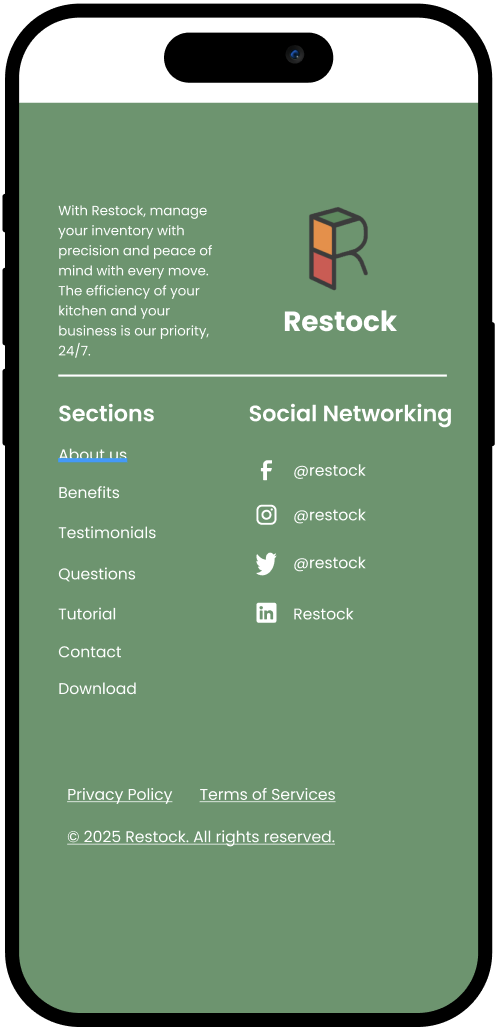 With Restock, manage
your inventory with
precision and peace of
mind with every move.
The efficiency of your
kitchen and your
business is our priority,
24/7.
Restock
Sections
About us
Benefits
Testimonials
Questions
Tutorial
Contact
Download
Social Networking
@restock
@restock
@restock
Restock
Privacy Policy Terms of Services
© 2025 Restock. All rights reserved.